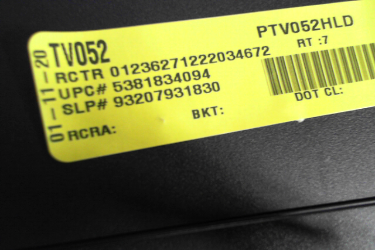 01-11-20
TV052
PTV052HLD
RCTR 01236271222034672
RT :7
UPC# 5381834094
SLP# 93207931830
DOT CL:
RCRA:
BKT: